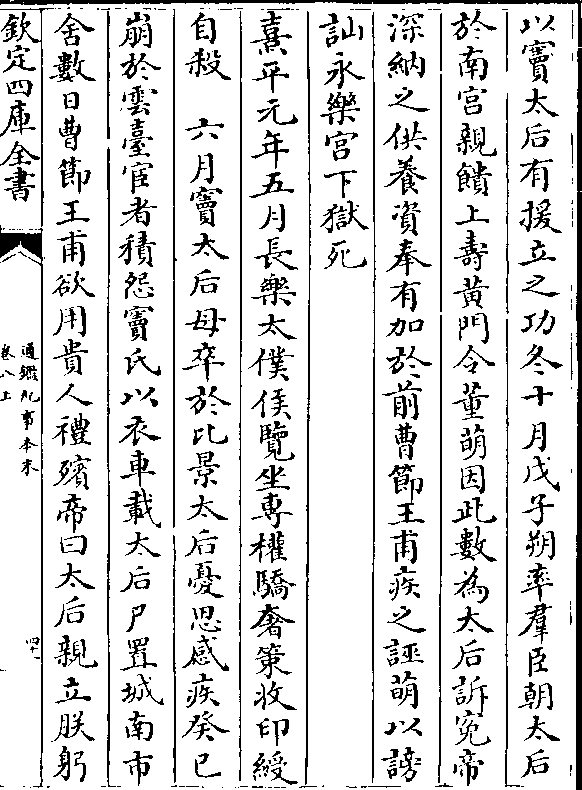 以竇太后有援立之功冬十月戊子朔率羣臣朝太后
於南宫親饋上壽黄門令董萌因此數為太后訴寃帝
深納之供養資奉有加於前曹節王甫疾之誣萌以謗
訕永樂宫下獄死
熹平元年五月長樂太僕侯覽坐専權驕奢策收印綬
自殺　六月竇太后母卒於比景太后憂思感疾癸巳
崩於雲臺宦者積怨竇氏以衣車載太后尸置城南市
舍數日曹節王甫欲用貴人禮殯帝曰太后親立朕躬
欽定四庫全書
通鑑紀事本末
卷八上